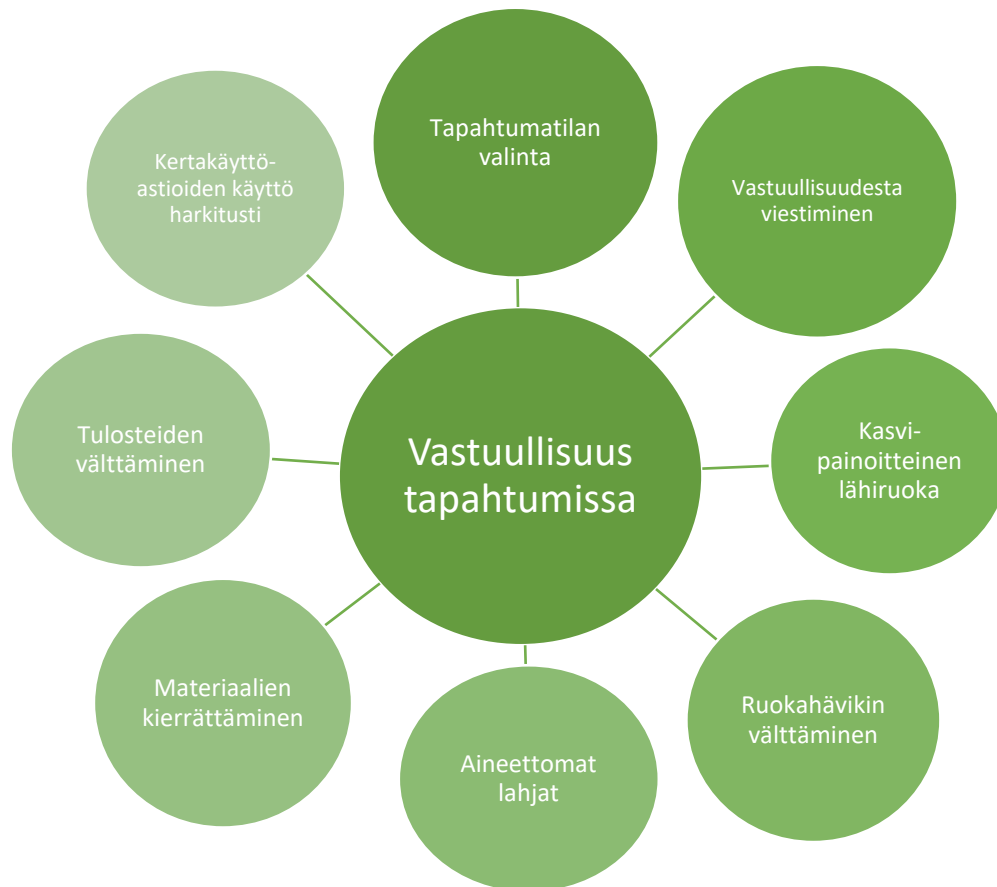 Tapahtumatilan
valinta
Vastuullisuudesta
viestiminen
Kasvi-
painoitteinen
lähiruoka
Ruokahävikin
välttäminen
Aineettomat
lahjat
Materiaalien
kierrättäminen
Tulosteiden
välttäminen
Kertakäyttö-
astioiden käyttö
harkitusti
Vastuullisuus
tapahtumissa